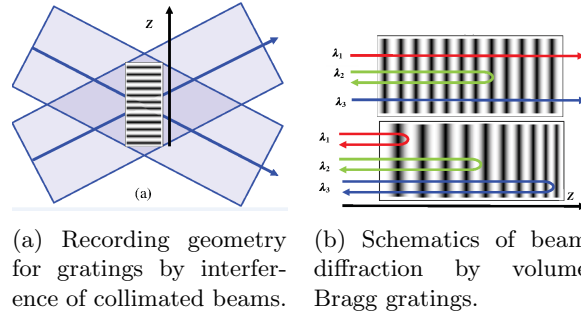 Z
(a)
λ₁
λ₂
λ₃
λ₁
λ₂
λ₃
Z
(a) Recording geometry
for gratings by interfer-
ence of collimated beams.
(b) Schematics of beam
diffraction by volume
Bragg gratings.